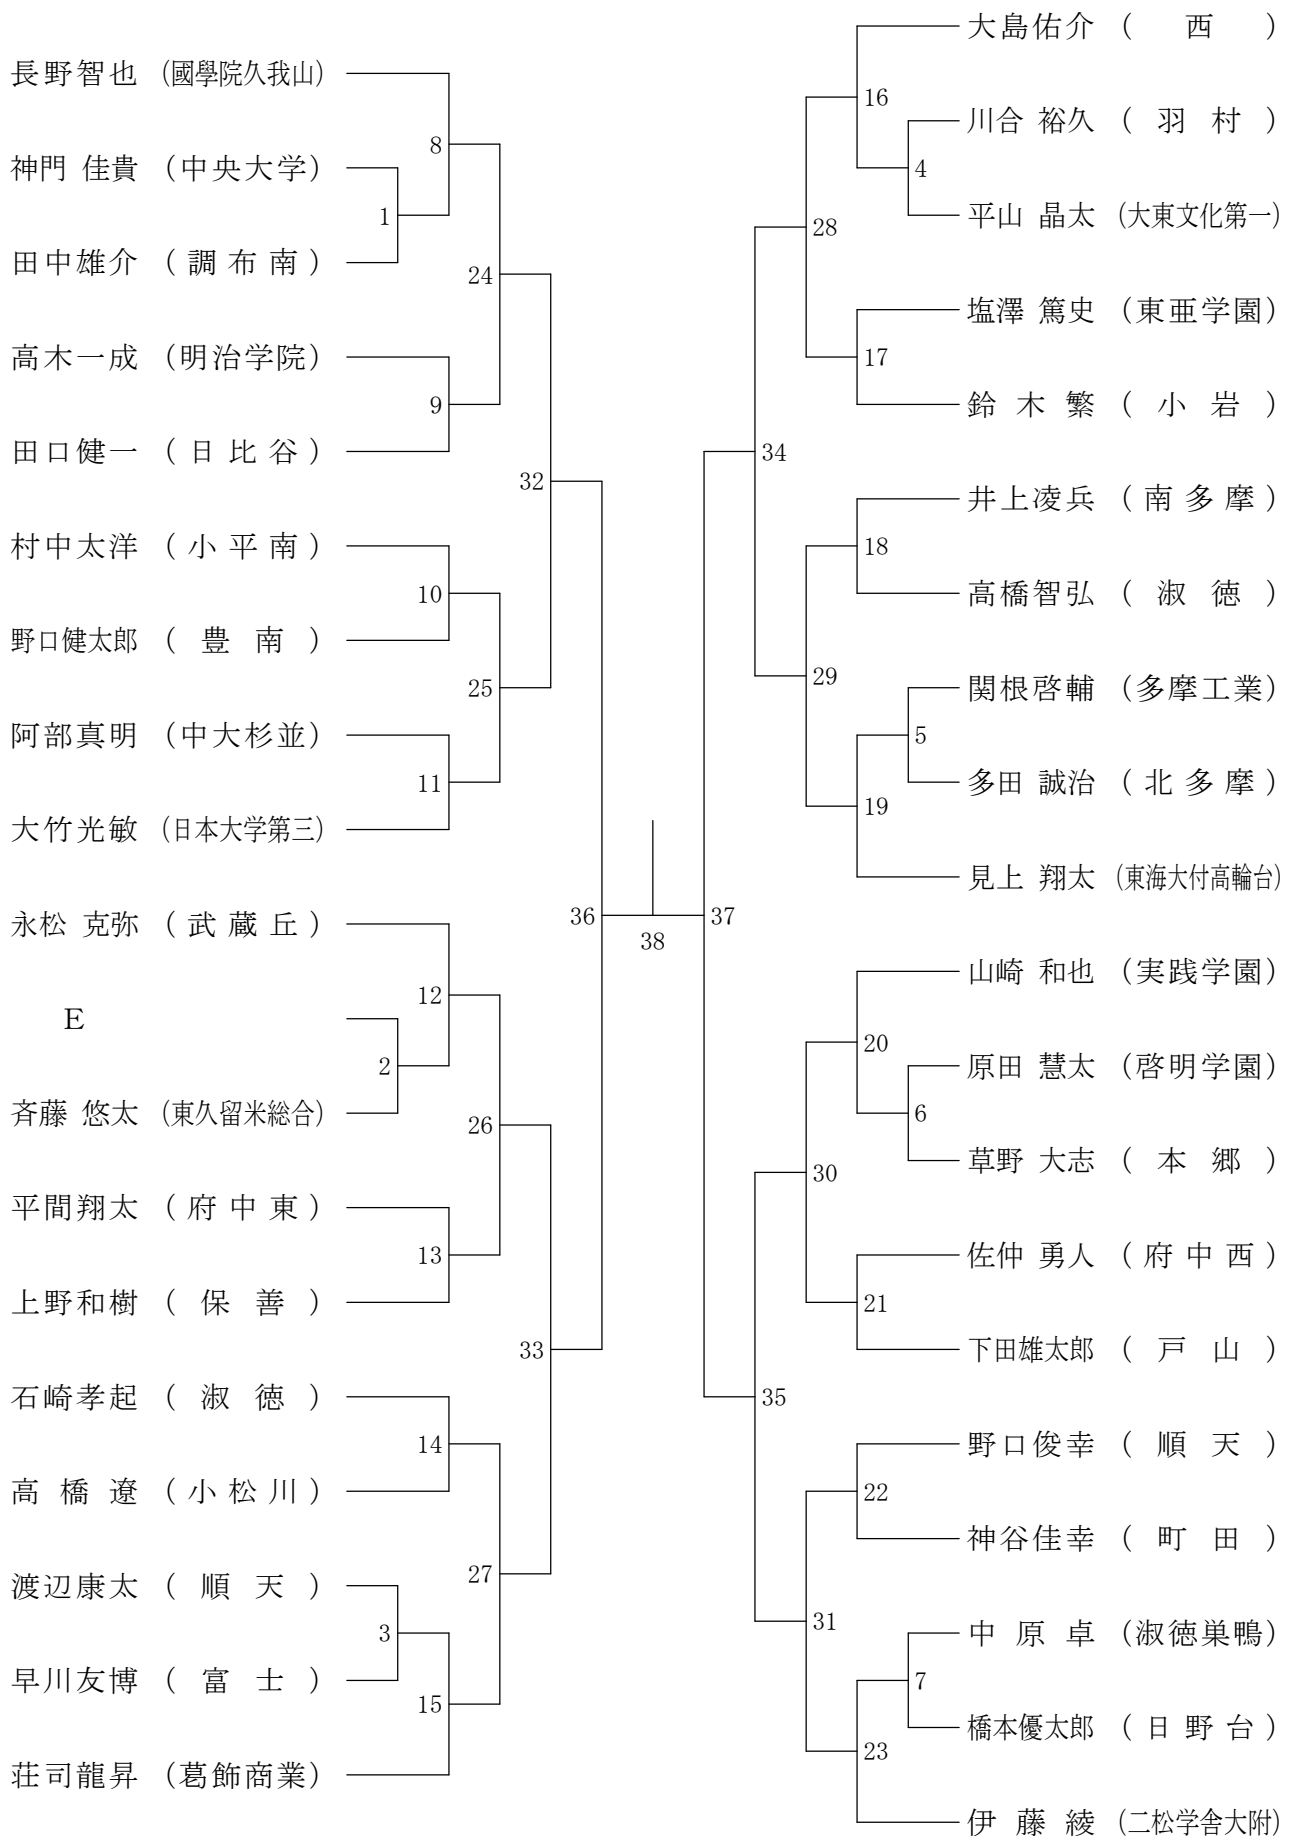 長野智也 (國學院久我山)
神門 佳貴 (中央大学)
田中雄介 (調布南)
高木一成 (明治学院)
田口健一 (日比谷)
村中太洋 (小平南)
野口健太郎 (豊南)
阿部真明 (中大杉並)
大竹光敏 (日本大学第三)
永松 克弥 (武蔵丘)
E
斉藤 悠太 (東久留米総合)
平間翔太 (府中東)
上野和樹 (保善)
石崎孝起 (淑徳)
高橋遼 (小松川)
渡辺康太 (順天)
早川友博 (富士)
荘司龍昇 (葛飾商業)
1
2
3
8
9
10
11
12
13
14
15
24
25
26
27
32
33
36
38
37
34
35
28
29
30
31
16
17
18
19
20
21
22
23
4
5
6
7
大島佑介 (西)
川合 裕久 (羽村)
平山 晶太 (大東文化第一)
塩澤 篤史 (東亜学園)
鈴木繁 (小岩)
井上凌兵 (南多摩)
高橋智弘 (淑徳)
関根啓輔 (多摩工業)
多田 誠治 (北多摩)
見上 翔太 (東海大付高輪台)
山崎 和也 (実践学園)
原田 慧太 (啓明学園)
草野 大志 (本郷)
佐仲 勇人 (府中西)
下田雄太郎 (戸山)
野口俊幸 (順天)
神谷佳幸 (町田)
中原卓 (淑徳巣鴨)
橋本優太郎 (日野台)
伊藤綾 (二松学舎大附)